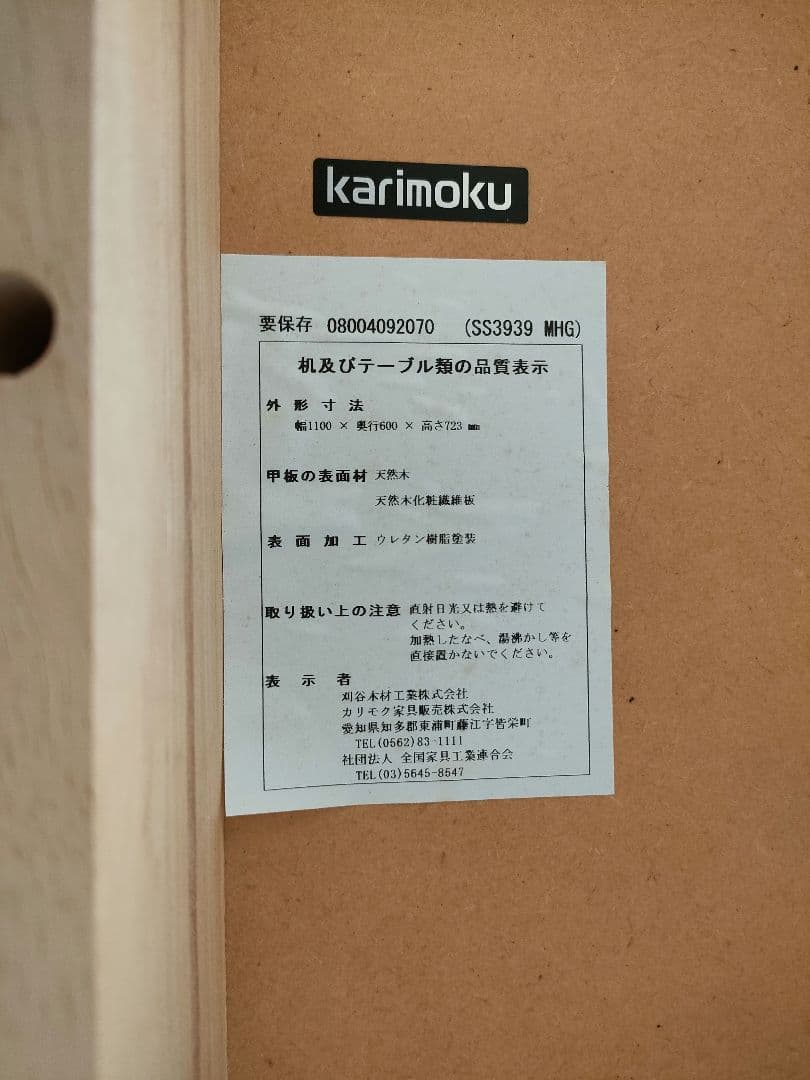 karimoku
要保存 08004092070 (SS3939 MHG)
机及びテーブル類の品質表示
外形寸法
幅1100 × 奥行600 × 高さ723 mm
甲板の表面材 天然木
天然木化粧繊維板
表面加工 ウレタン樹脂塗装
取り扱い上の注意 直射日光又は熱を避けて
ください。
加熱したなべ、湯沸かし等を
直接置かないでください。
表示者
刈谷木材工業株式会社
カリモク家具販売株式会社
愛知県知多郡東浦町藤江字皆栄町
TEL(0562)83-1111
社団法人 全国家具工業連合会
TEL(03)5645-8547